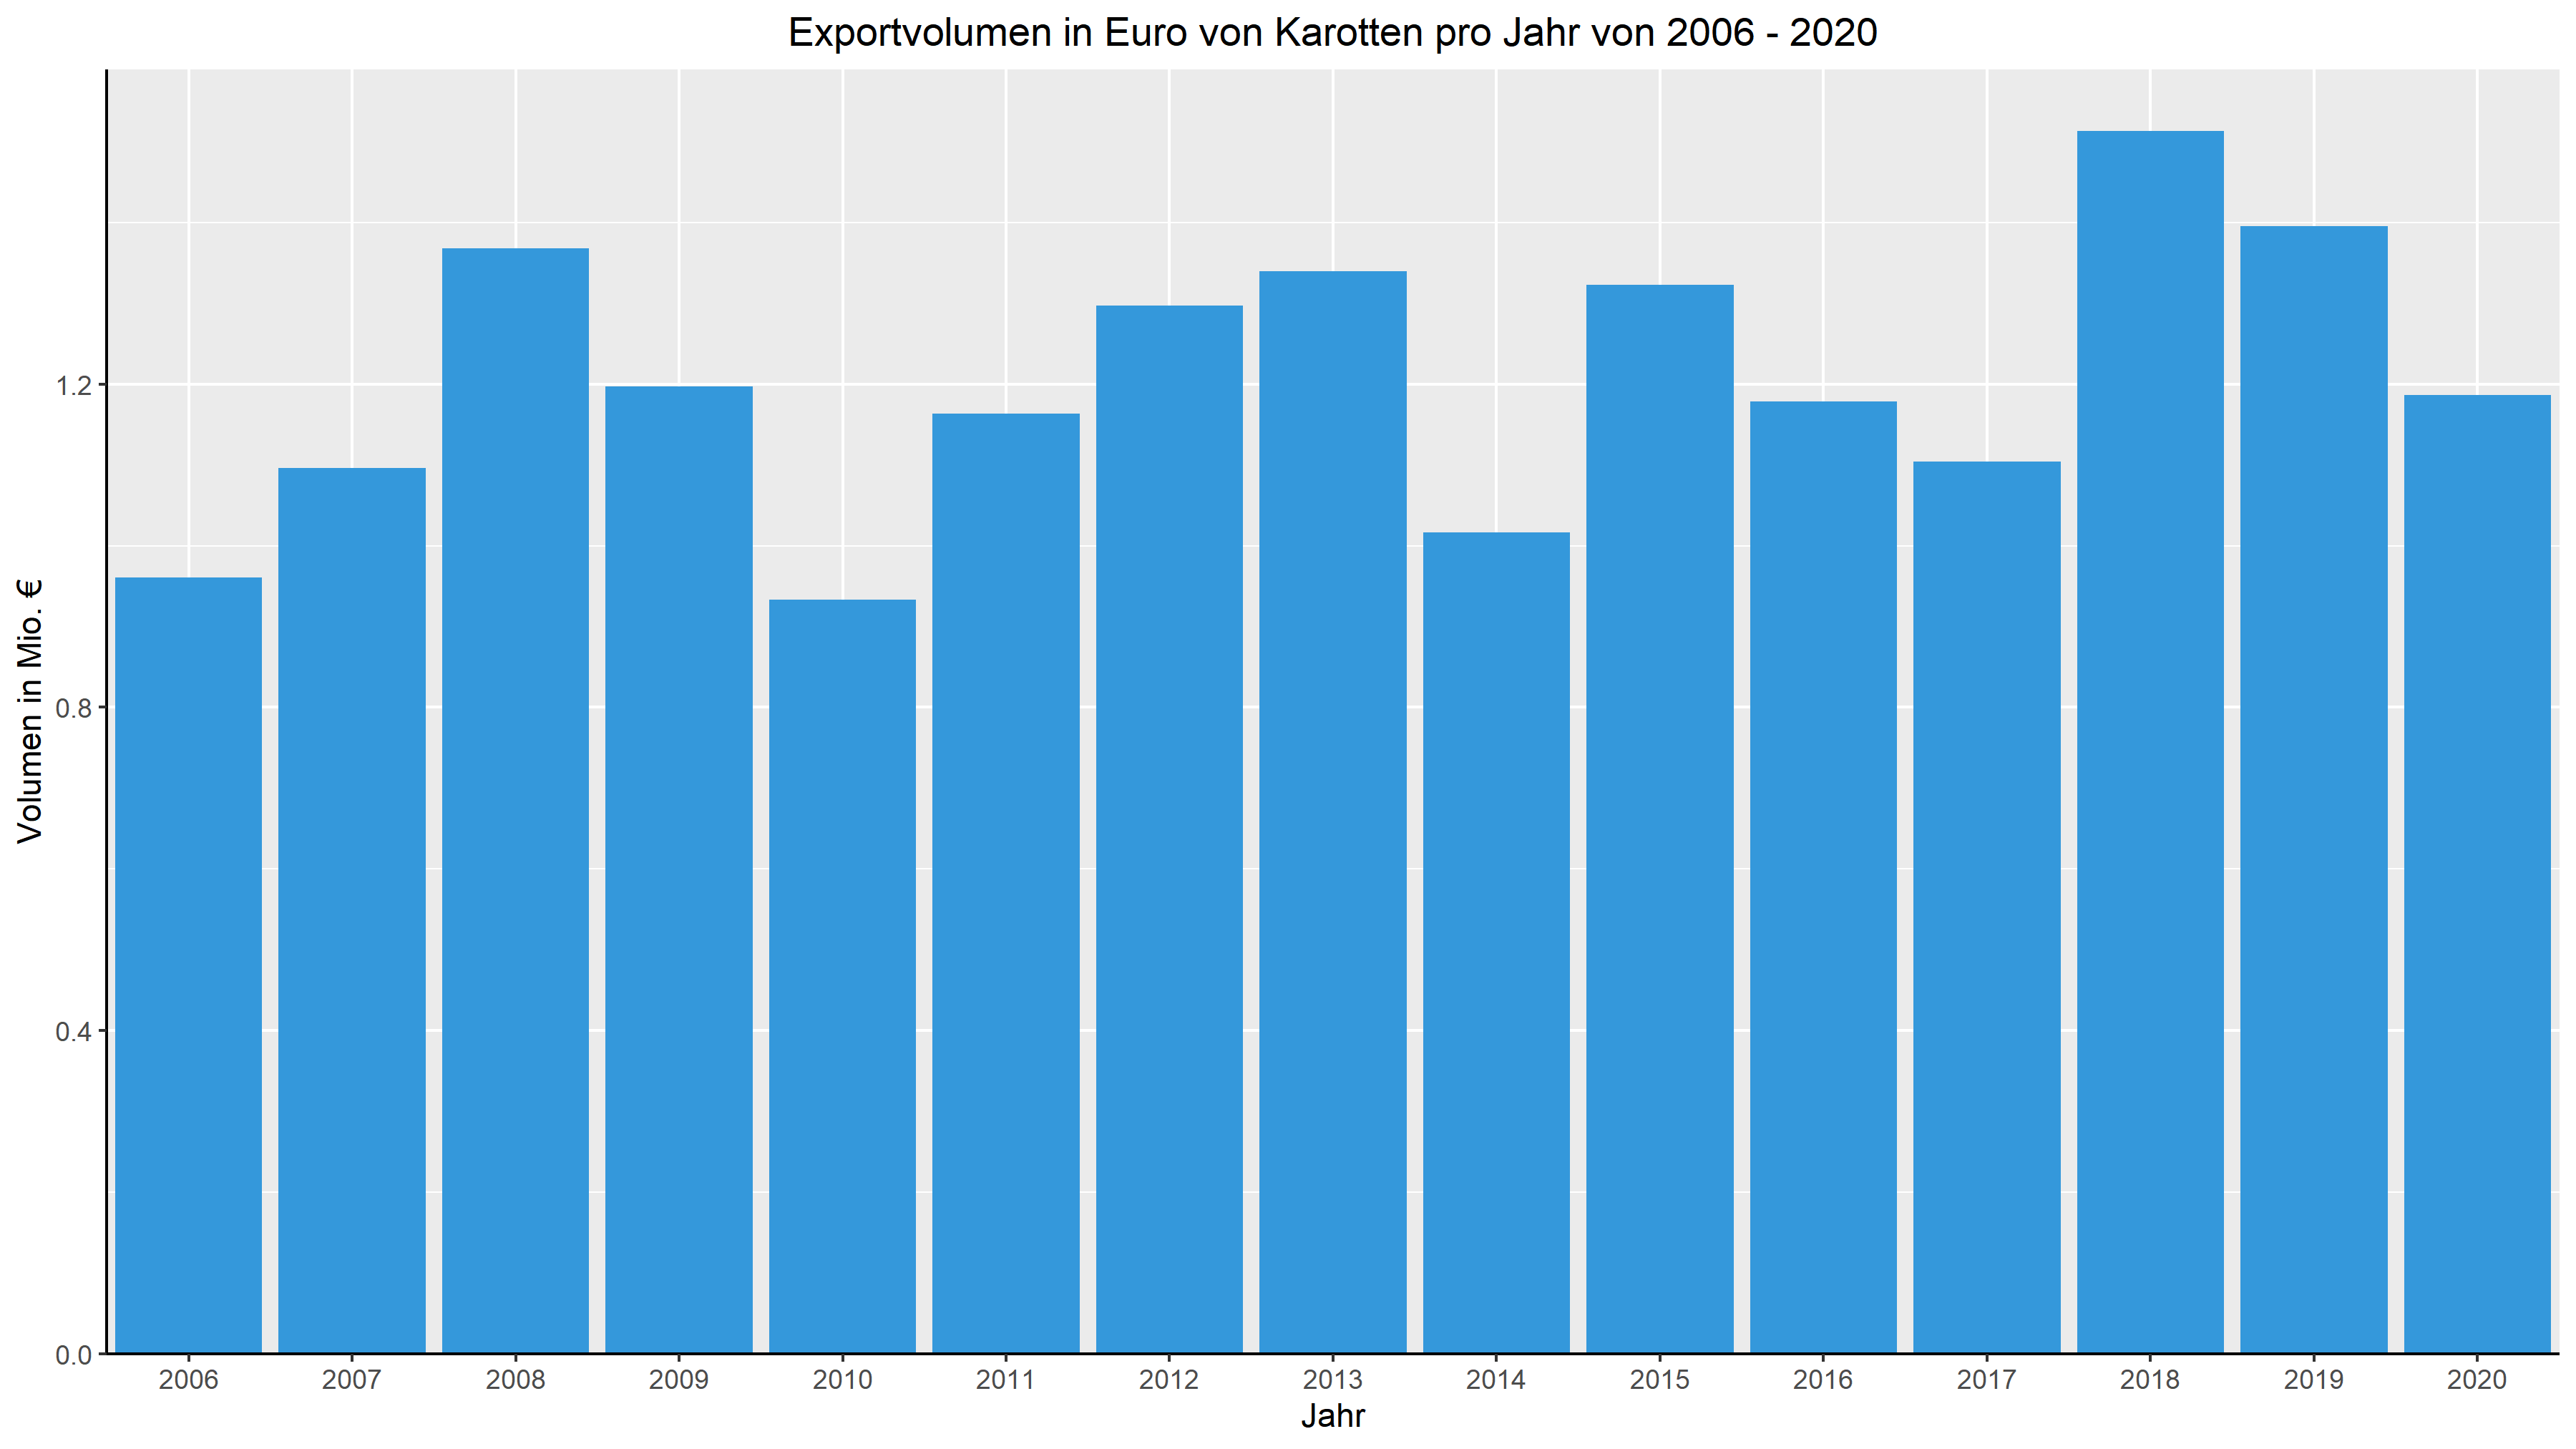 Exportvolumen in Euro von Karotten pro Jahr von 2006 - 2020
Volumen in Mio. €
1.2
0.8
0.4
0.0
2006 2007 2008 2009 2010 2011 2012 2013 2014 2015 2016 2017 2018 2019 2020
Jahr